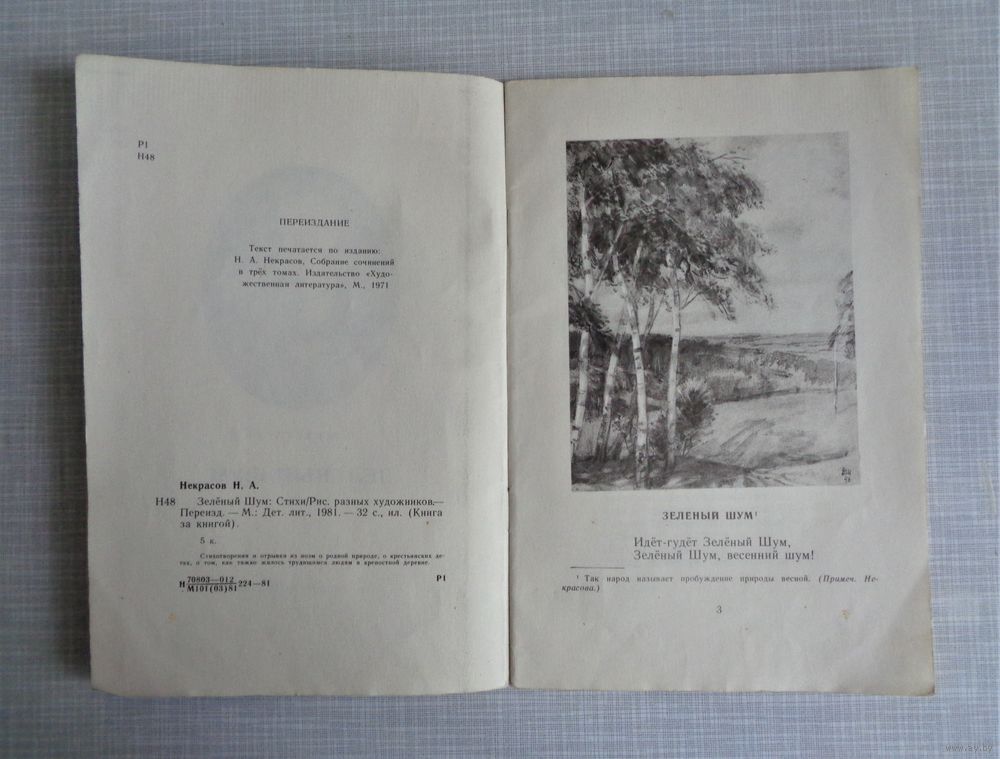 Р1
Н48
ПЕРЕИЗДАНИЕ
Текст печатается по изданию:
Н. А. Некрасов, Собрание сочинений
в трёх томах. Издательство «Худо-
жественная литература», М., 1971
Некрасов Н. А.
Н48 Зелёный Шум: Стихи/Рис. разных художников.—
Переизд. — М.: Дет. лит., 1981. — 32 с., ил. (Книга
за книгой).
5 к.
Стихотворения и отрывки из поэм о родной природе, о крестьянских де-
тях, о том, как тяжко жилось трудящимся людям в крепостной деревне.
Н 70803—012
М101(03)81 224—81 Р1
ЗЕЛЕНЫЙ ШУМ¹
Идёт-гудёт Зелёный Шум,
Зелёный Шум, весенний шум!
¹ Так народ называет пробуждение природы весной. (Примеч. Не-
красова.)
3
www.ay.by